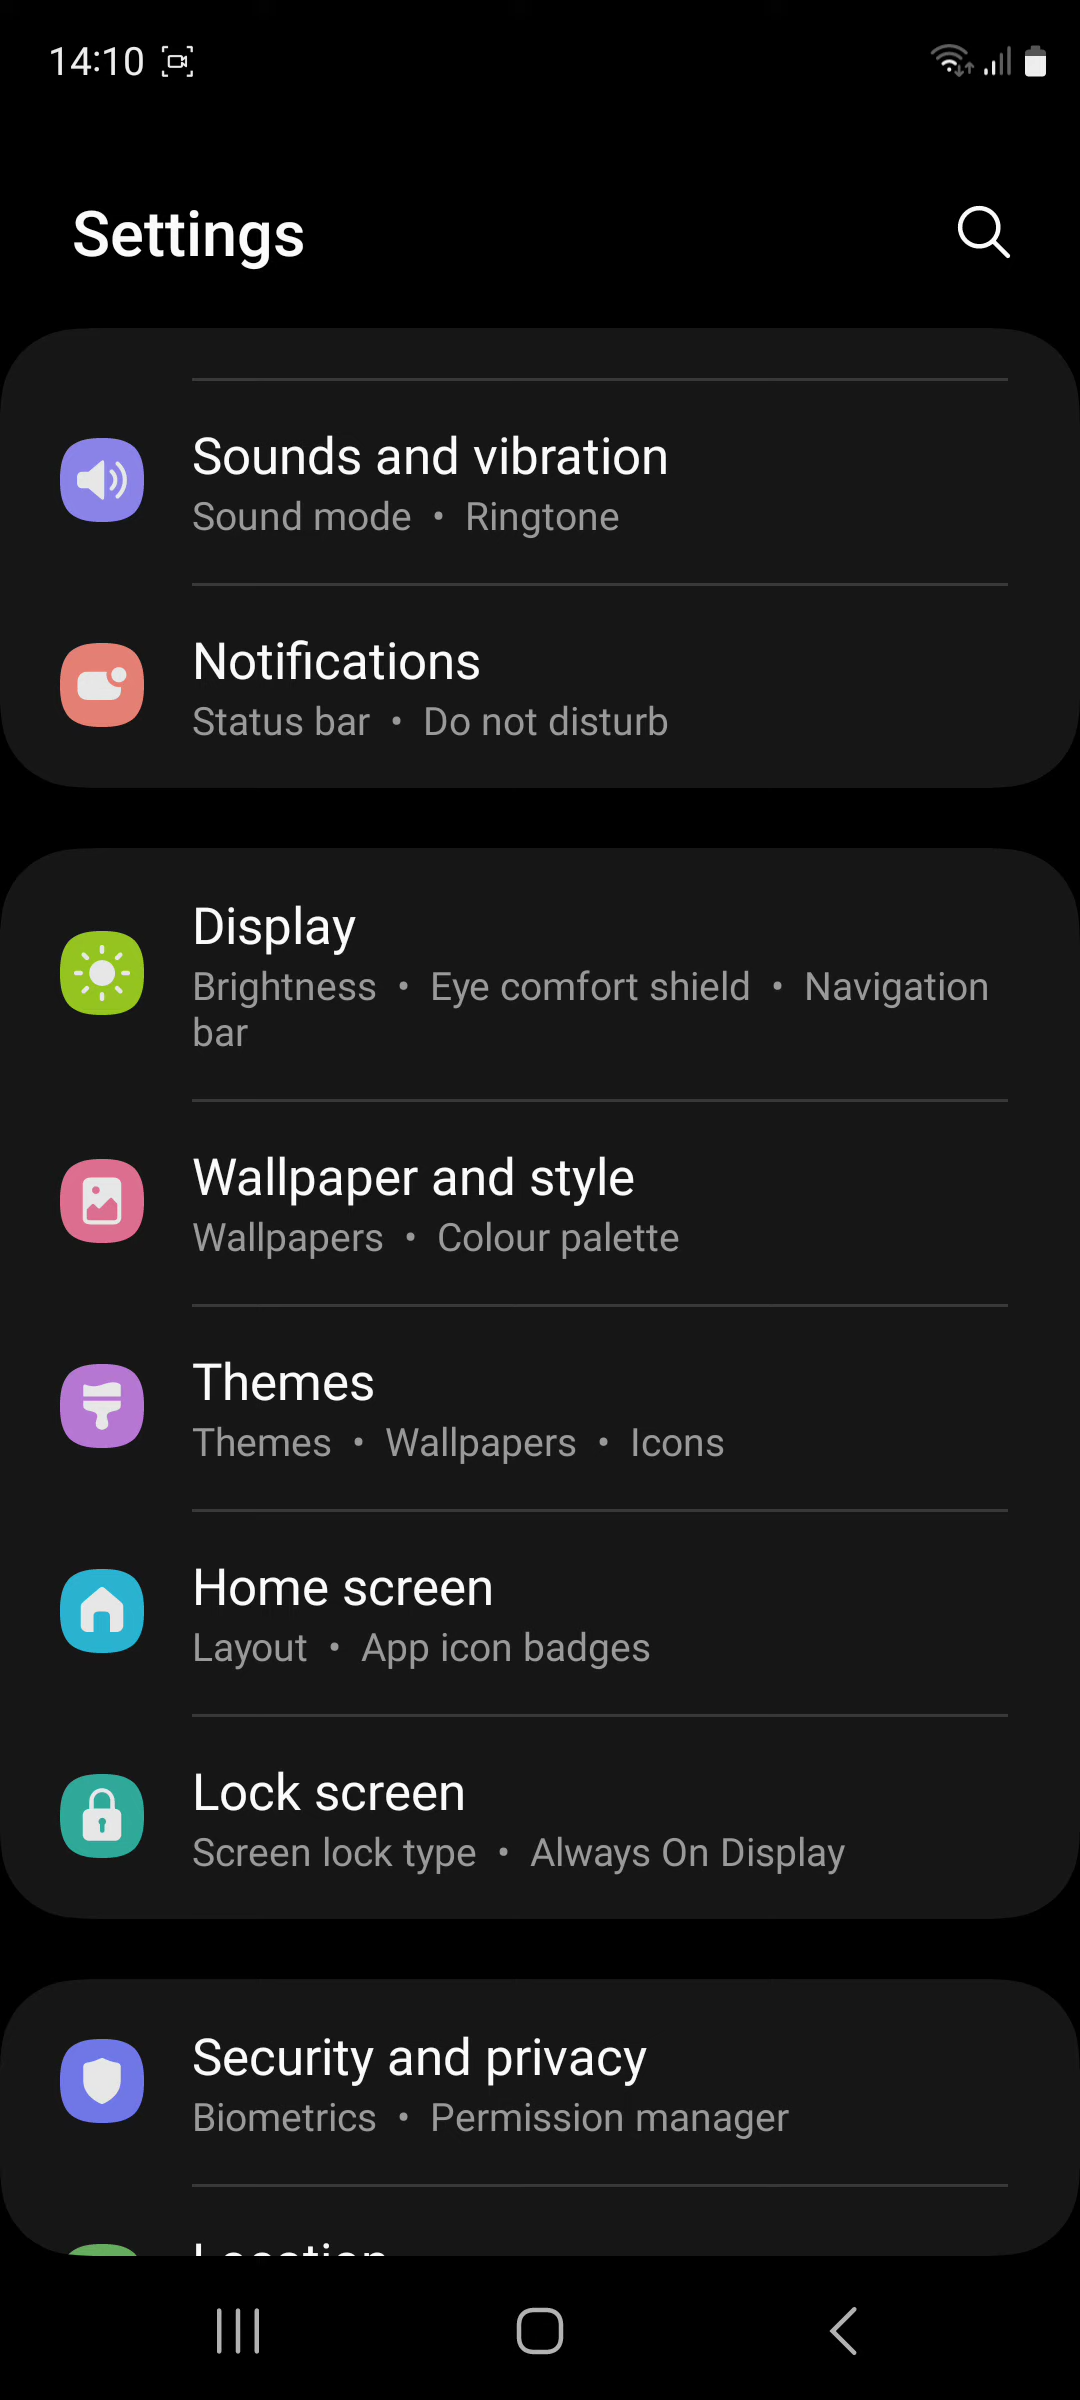 14:10
Settings
Sounds and vibration
Sound mode • Ringtone
Notifications
Status bar • Do not disturb
Display
Brightness • Eye comfort shield • Navigation
bar
Wallpaper and style
Wallpapers • Colour palette
Themes
Themes • Wallpapers • Icons
Home screen
Layout • App icon badges
Lock screen
Screen lock type • Always On Display
Security and privacy
Biometrics • Permission manager
Location